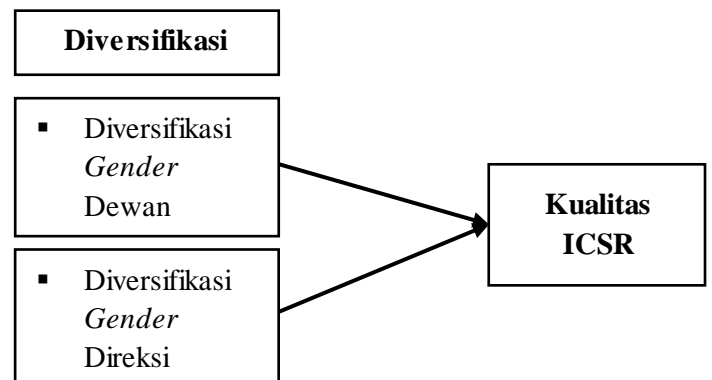 Diversifikasi
▪ Diversifikasi
Gender
Dewan
Kualitas
ICSR
▪ Diversifikasi
Gender
Direksi